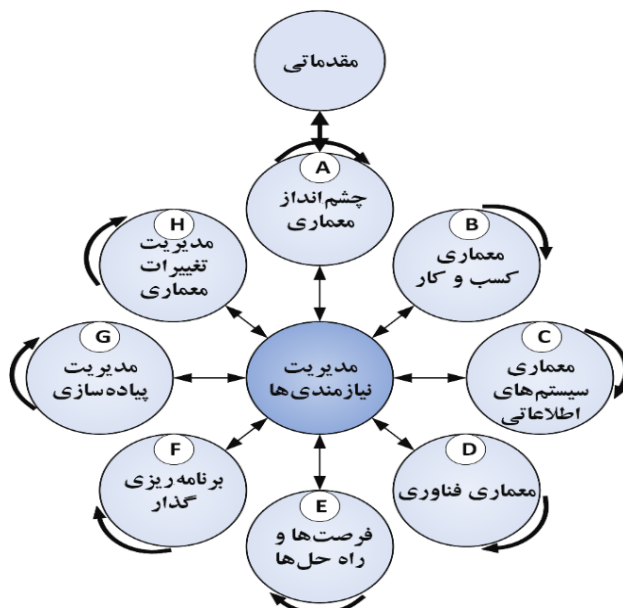 مقدماتی
A
چشم‌انداز
معماری
B
معماری
کسب و کار
C
معماری
سیستم‌های
اطلاعاتی
D
معماری فناوری
E
فرصت‌ها و
راه حل‌ها
F
برنامه‌ریزی
گذار
G
مدیریت
پیاده‌سازی
H
مدیریت
تغییرات
معماری
مدیریت
نیازمندی‌ها